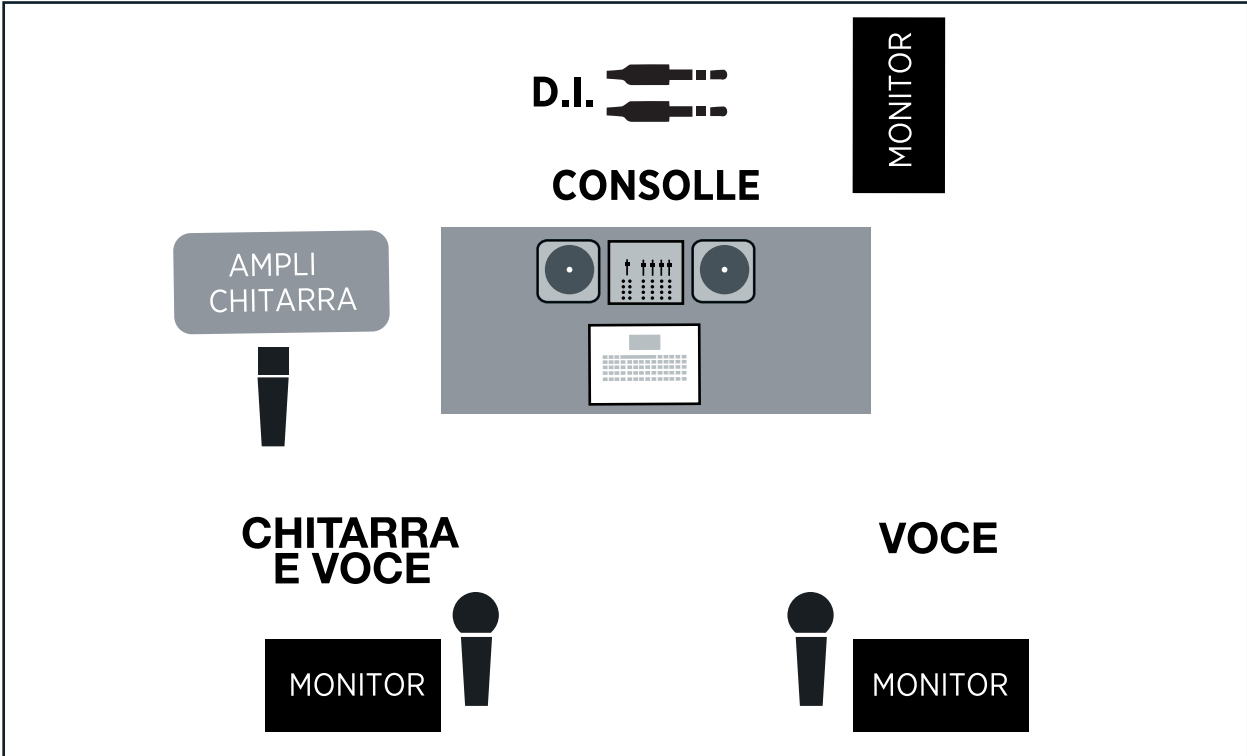 MONITOR
D.I.
CONSOLLE
AMPLI
CHITARRA
CHITARRA
E VOCE
VOCE
MONITOR
MONITOR